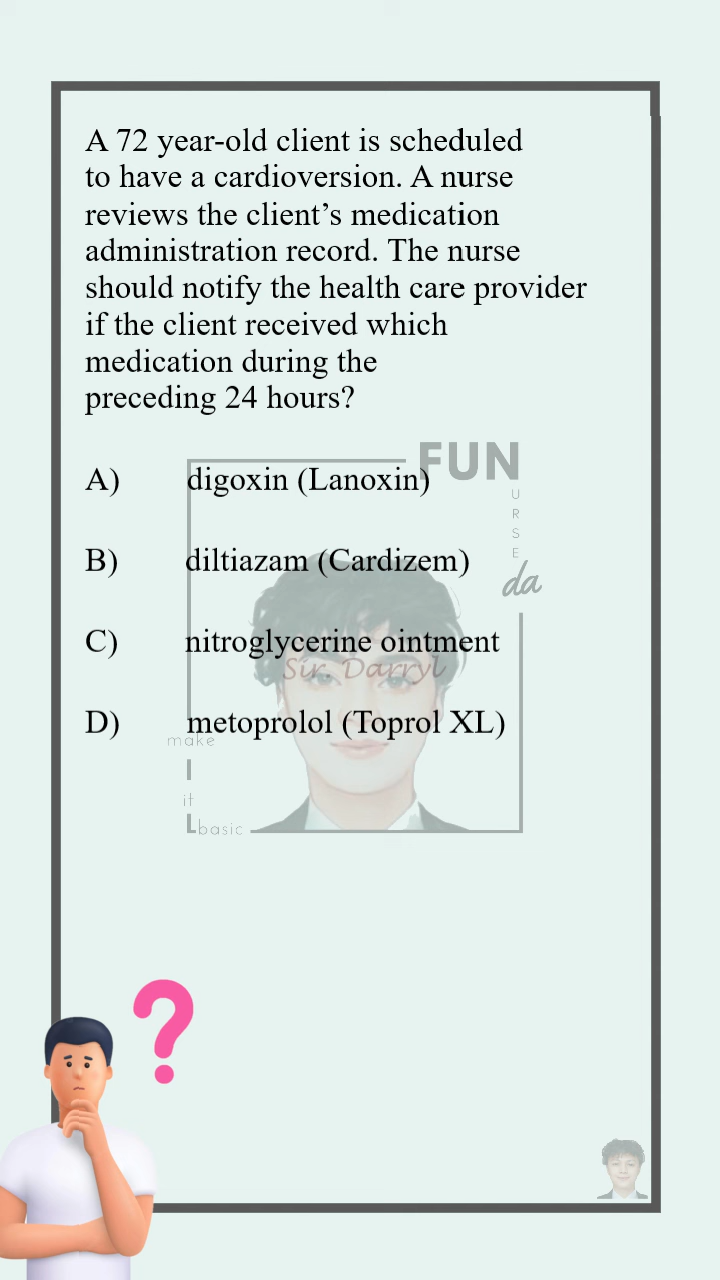 A 72 year-old client is scheduled
to have a cardioversion. A nurse
reviews the client’s medication
administration record. The nurse
should notify the health care provider
if the client received which
medication during the
preceding 24 hours?
FUN
A) digoxin (Lanoxin)
U
R
S
E
B) diltiazam (Cardizem)
da
C) nitroglycerine ointment
Sir Darryl
D) metoprolol (Toprol XL)
make
it
basic
?